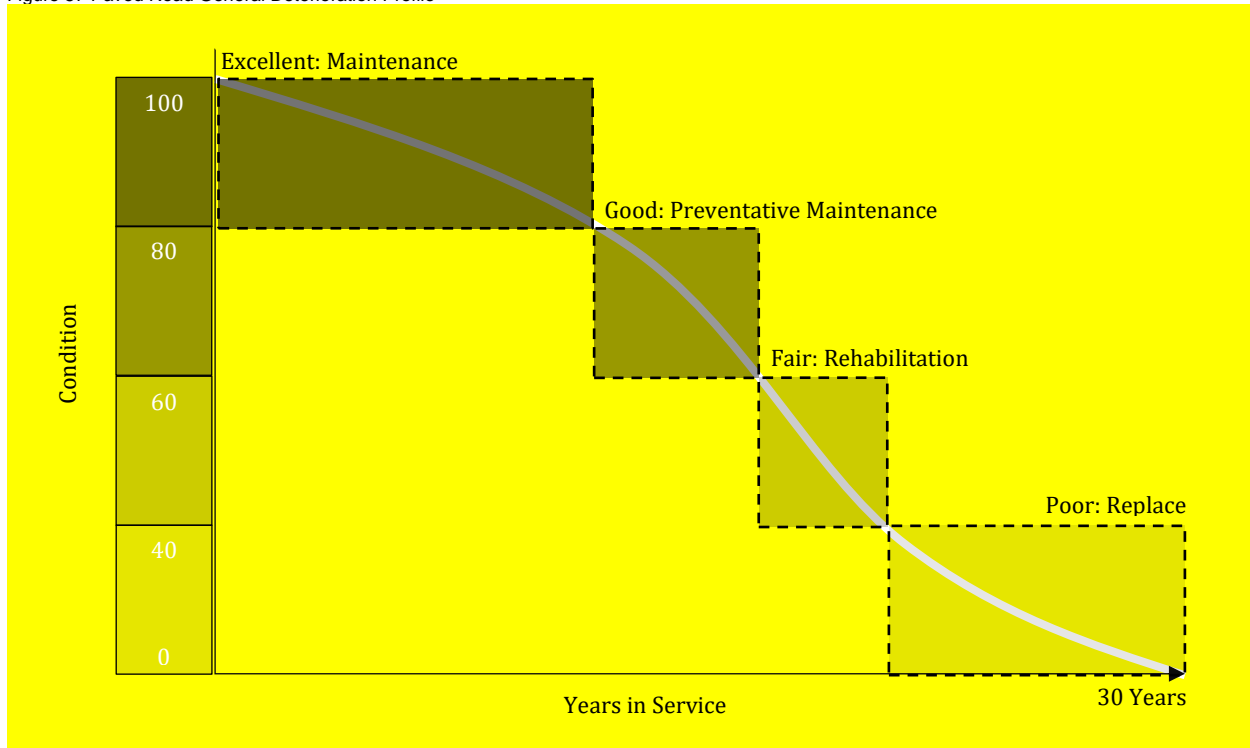 Excellent: Maintenance
100
Good: Preventative Maintenance
80
Condition
Fair: Rehabilitation
60
Poor: Replace
40
0
30 Years
Years in Service